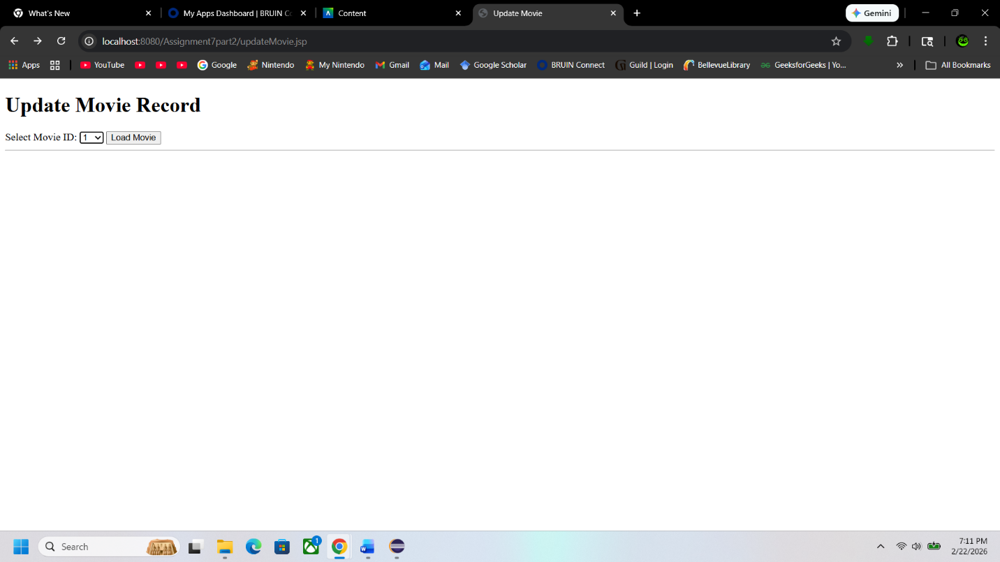 What's New
My Apps Dashboard | BRUIN Co
Content
Update Movie
Gemini
localhost:8080/Assignment7part2/updateMovie.jsp
Apps
YouTube
Google
Nintendo
My Nintendo
Gmail
Mail
Google Scholar
BRUIN Connect
Guild | Login
BellevueLibrary
GeeksforGeeks | Yo...
»
All Bookmarks
Update Movie Record
Select Movie ID: 1 Load Movie
Search
1
7:11 PM
2/22/2026